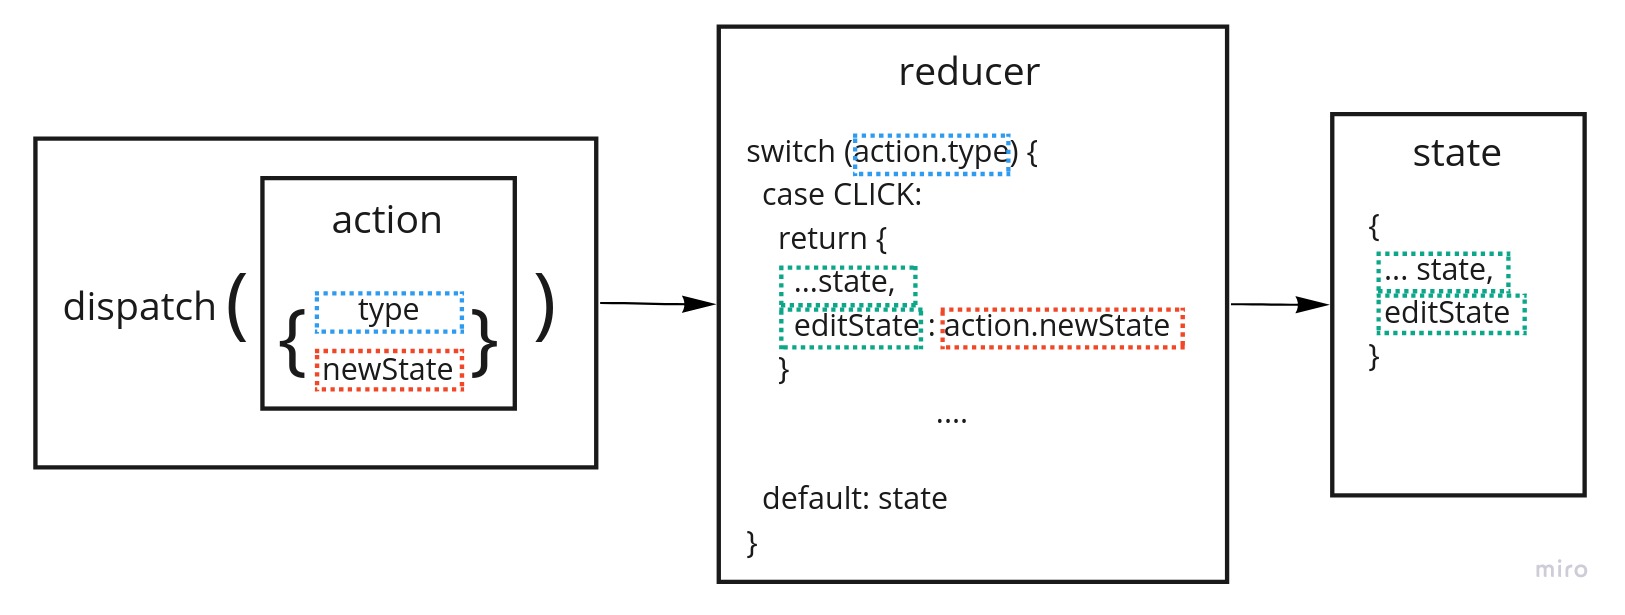 dispatch (
action
{
type
newState
}
)
reducer
switch (action.type) {
case CLICK:
return {
...state,
editState : action.newState
}
....
default: state
}
state
{
... state,
editState
}
miro